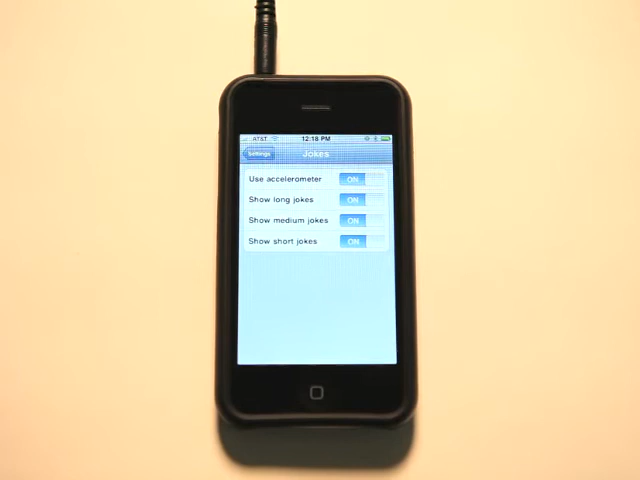 AT&T 12:18 PM
Settings Jokes
Use accelerometer ON
Show long jokes ON
Show medium jokes ON
Show short jokes ON